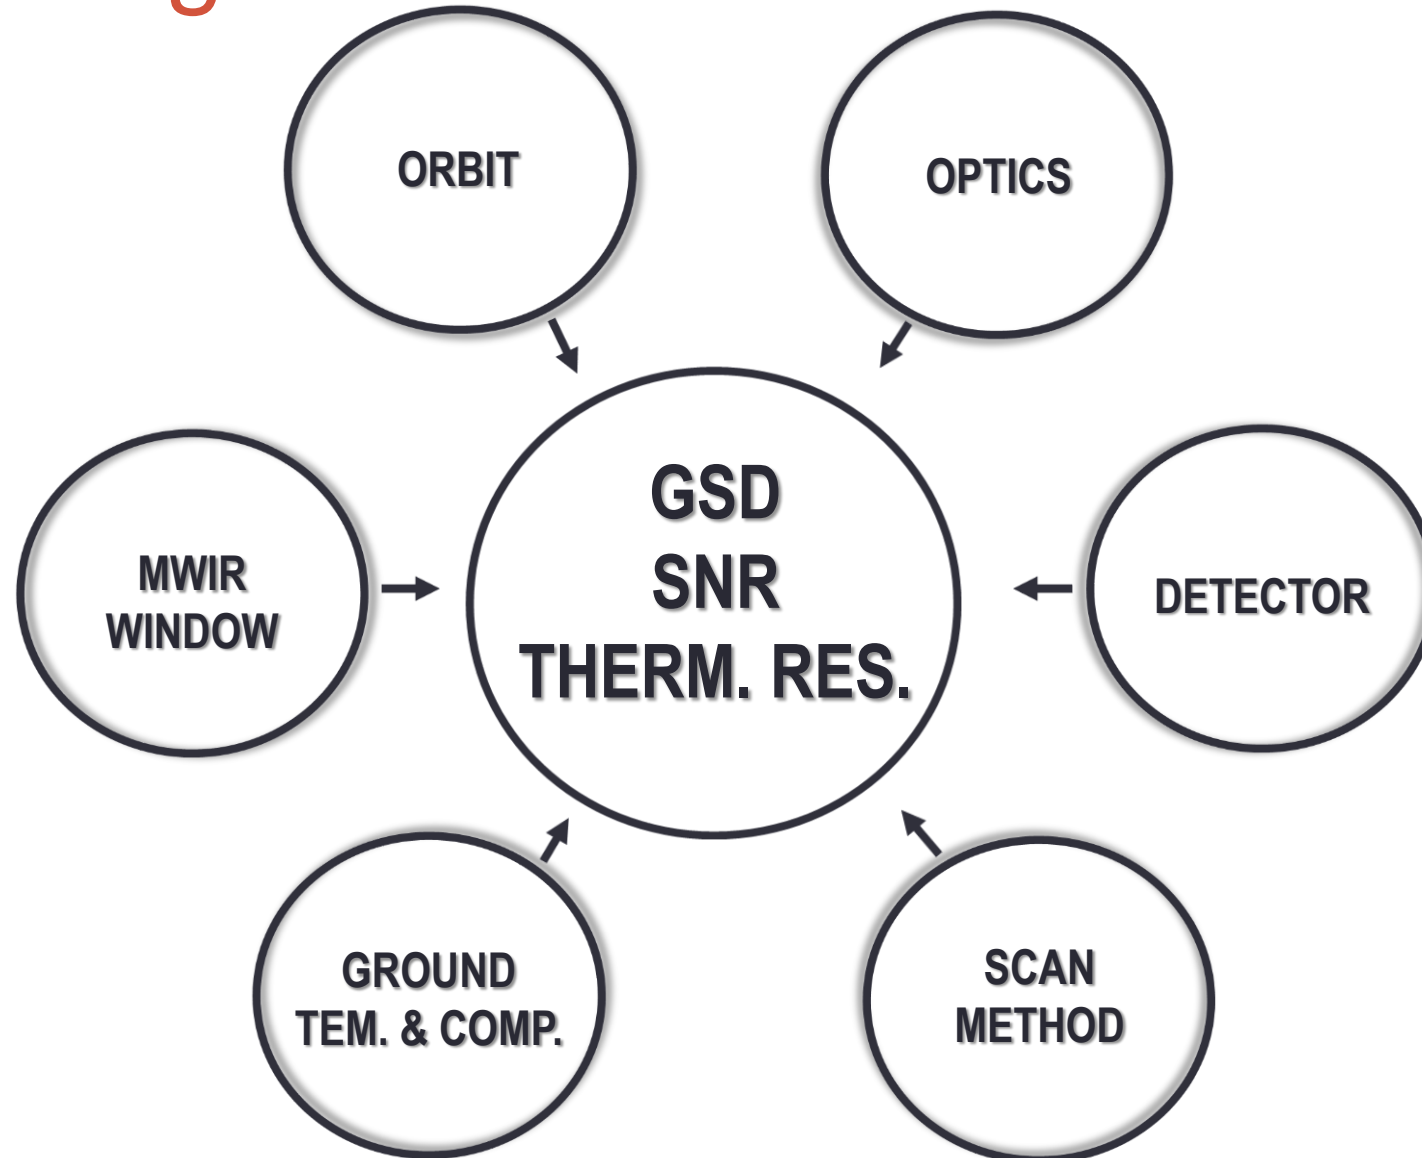 ORBIT
OPTICS
GSD
SNR
THERM. RES.
MWIR
WINDOW
DETECTOR
GROUND
TEM. & COMP.
SCAN
METHOD